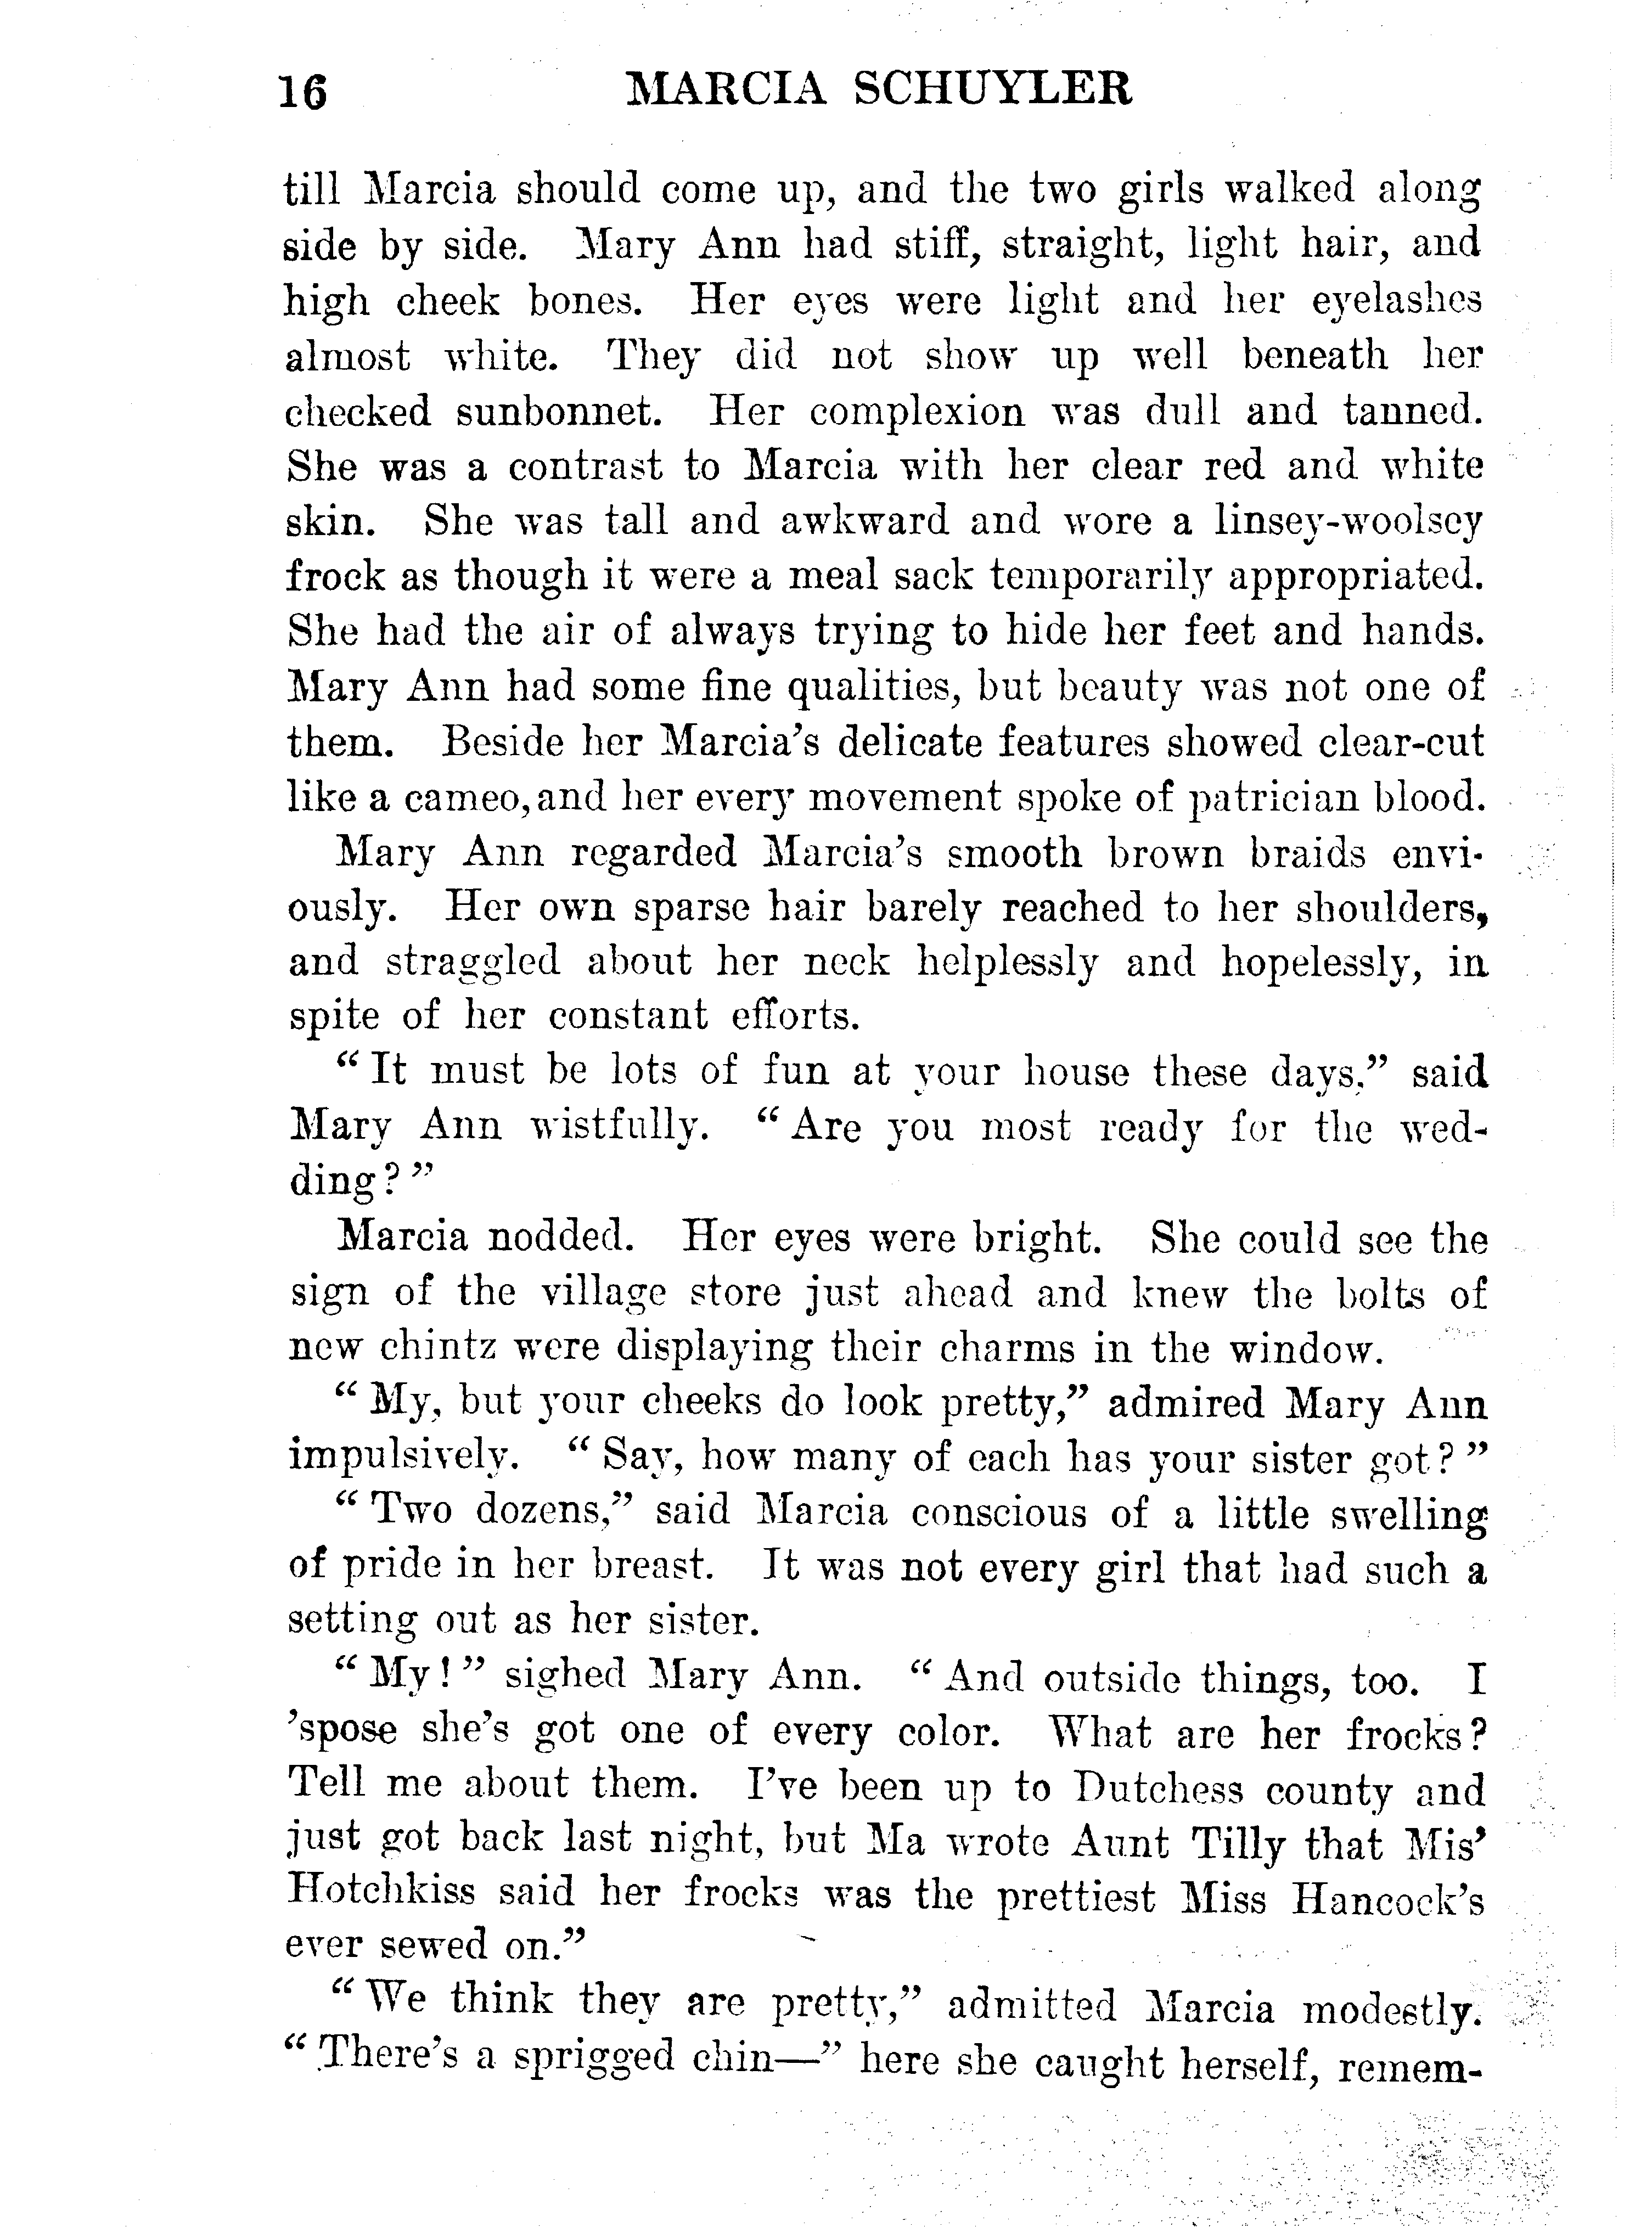 16 MARCIA SCHUYLER
till Marcia should come up, and the two girls walked along
side by side. Mary Ann had stiff, straight, light hair, and
high cheek bones. Her eyes were light and her eyelashes
almost white. They did not show up well beneath her
checked sunbonnet. Her complexion was dull and tanned.
She was a contrast to Marcia with her clear red and white
skin. She was tall and awkward and wore a linsey-woolsey
frock as though it were a meal sack temporarily appropriated.
She had the air of always trying to hide her feet and hands.
Mary Ann had some fine qualities, but beauty was not one of
them. Beside her Marcia's delicate features showed clear-cut
like a cameo, and her every movement spoke of patrician blood.
Mary Ann regarded Marcia's smooth brown braids envi-
ously. Her own sparse hair barely reached to her shoulders,
and straggled about her neck helplessly and hopelessly, in
spite of her constant efforts.
"It must be lots of fun at your house these days," said
Mary Ann wistfully. "Are you most ready for the wed-
ding?"
Marcia nodded. Her eyes were bright. She could see the
sign of the village store just ahead and knew the bolts of
new chintz were displaying their charms in the window.
"My, but your cheeks do look pretty," admired Mary Ann
impulsively. "Say, how many of each has your sister got?"
"Two dozens," said Marcia conscious of a little swelling
of pride in her breast. It was not every girl that had such a
setting out as her sister.
"My!" sighed Mary Ann. "And outside things, too. I
'spose she's got one of every color. What are her frocks?
Tell me about them. I've been up to Dutchess county and
just got back last night, but Ma wrote Aunt Tilly that Mis'
Hotchkiss said her frocks was the prettiest Miss Hancock's
ever sewed on."
"We think they are pretty," admitted Marcia modestly.
"There's a sprigged chin—" here she caught herself, remem-